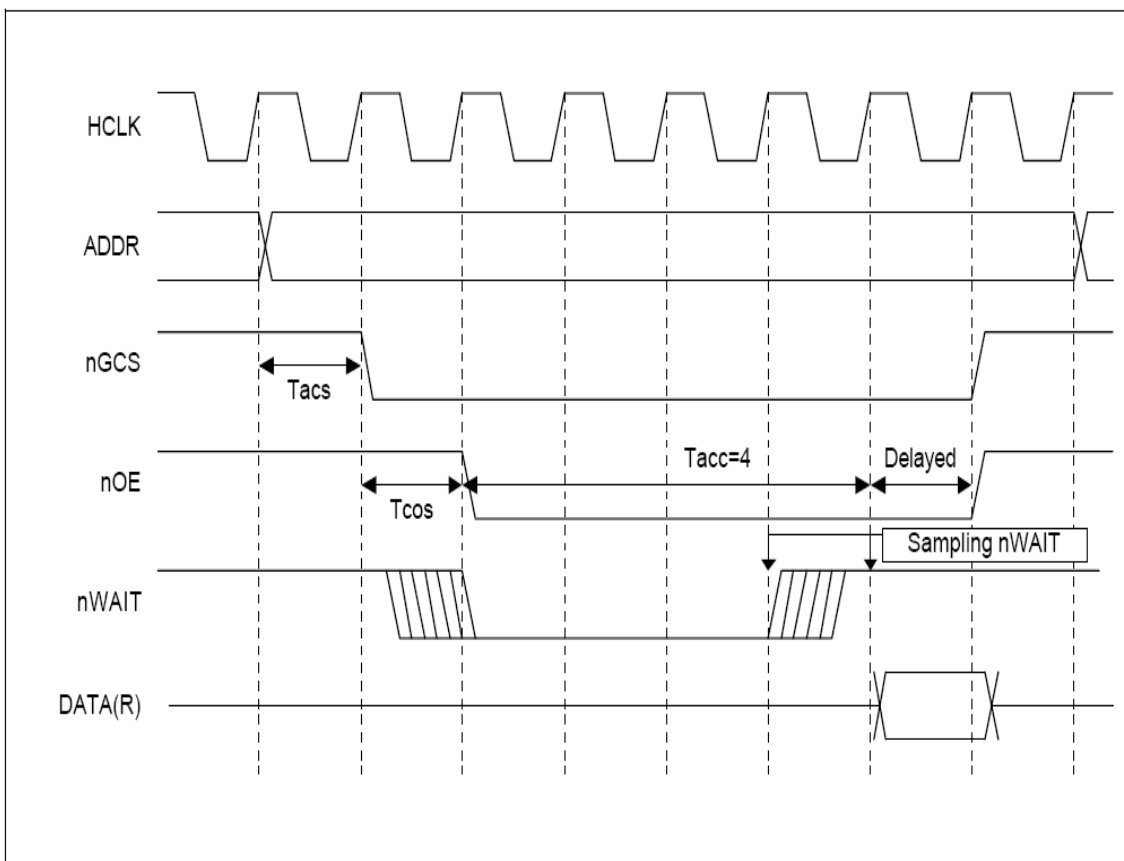 HCLK
ADDR
nGCS
Tacs
nOE
Tcos
Tacc=4
Delayed
Sampling nWAIT
nWAIT
DATA(R)